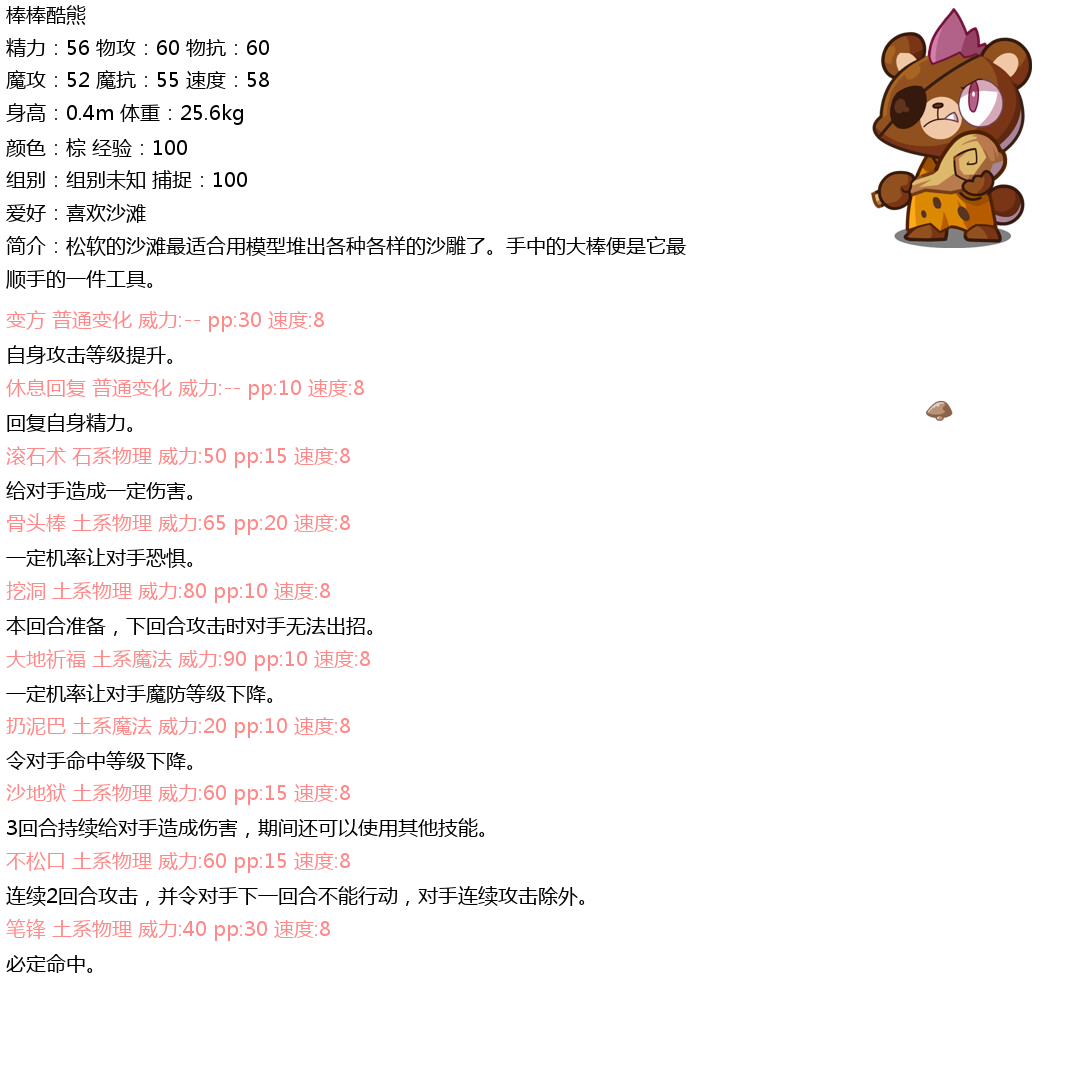 棒棒酷熊
精力：56 物攻：60 物抗：60
魔攻：52 魔抗：55 速度：58
身高：0.4m 体重：25.6kg
颜色：棕 经验：100
组别：组别未知 捕捉：100
爱好：喜欢沙滩
简介：松软的沙滩最适合用模型堆出各种各样的沙雕了。手中的大棒便是它最
顺手的一件工具。
变方 普通变化 威力:-- pp:30 速度:8
自身攻击等级提升。
休息回复 普通变化 威力:-- pp:10 速度:8
回复自身精力。
滚石术 石系物理 威力:50 pp:15 速度:8
给对手造成一定伤害。
骨头棒 土系物理 威力:65 pp:20 速度:8
一定机率让对手恐惧。
挖洞 土系物理 威力:80 pp:10 速度:8
本回合准备，下回合攻击时对手无法出招。
大地祈福 土系魔法 威力:90 pp:10 速度:8
一定机率让对手魔防等级下降。
扔泥巴 土系魔法 威力:20 pp:10 速度:8
令对手命中等级下降。
沙地狱 土系物理 威力:60 pp:15 速度:8
3回合持续给对手造成伤害，期间还可以使用其他技能。
不松口 土系物理 威力:60 pp:15 速度:8
连续2回合攻击，并令对手下一回合不能行动，对手连续攻击除外。
笔锋 土系物理 威力:40 pp:30 速度:8
必定命中。